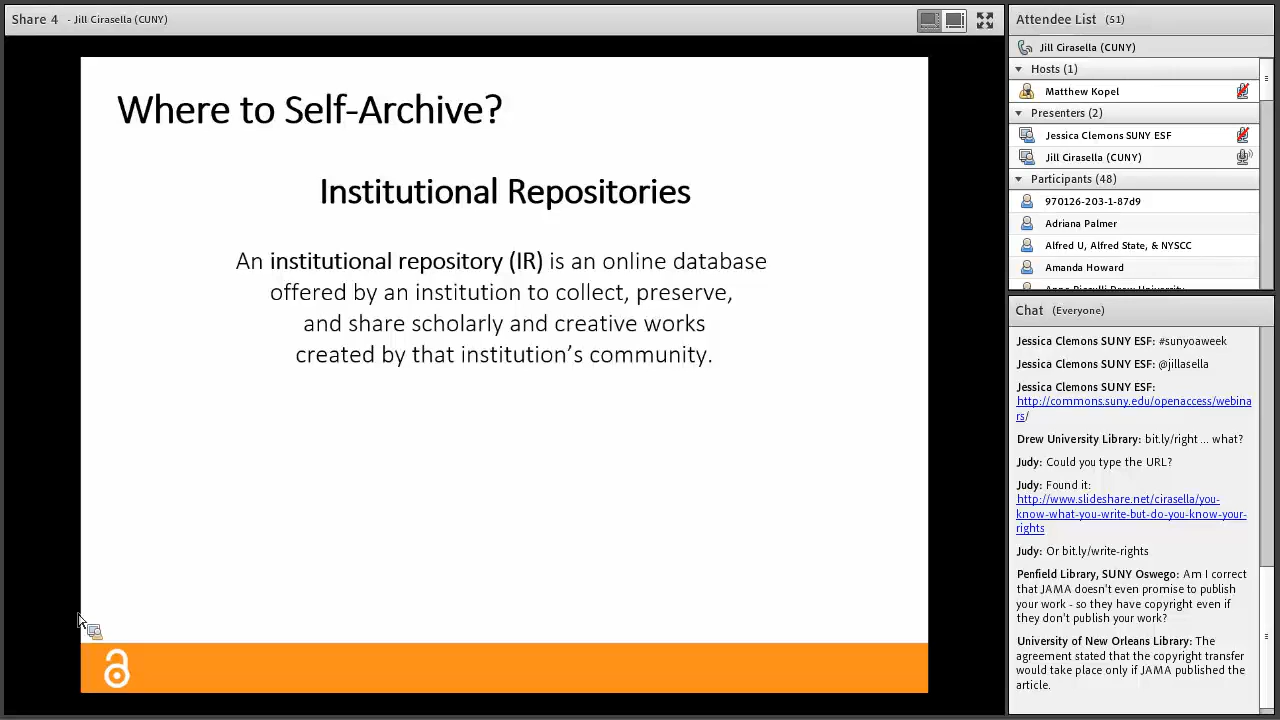 Share 4 - Jill Cirasella (CUNY)
Where to Self-Archive?
Institutional Repositories
An institutional repository (IR) is an online database
offered by an institution to collect, preserve,
and share scholarly and creative works
created by that institution’s community.
Attendee List (51)
Jill Cirasella (CUNY)
Hosts (1)
Matthew Kopel
Presenters (2)
Jessica Clemons SUNY ESF
Jill Cirasella (CUNY)
Participants (48)
970126-203-1-87d9
Adriana Palmer
Alfred U, Alfred State, & NYSCC
Amanda Howard
Chat (Everyone)
Jessica Clemons SUNY ESF: #sunyoaweek
Jessica Clemons SUNY ESF: @jillasella
Jessica Clemons SUNY ESF:
http://commons.suny.edu/openaccess/webina
rs/
Drew University Library: bit.ly/right ... what?
Judy: Could you type the URL?
Judy: Found it:
http://www.slideshare.net/cirasella/you-
know-what-you-write-but-do-you-know-your-
rights
Judy: Or bit.ly/write-rights
Penfield Library, SUNY Oswego: Am I correct
that JAMA doesn't even promise to publish
your work - so they have copyright even if
they don't publish your work?
University of New Orleans Library: The
agreement stated that the copyright transfer
would take place only if JAMA published the
article.